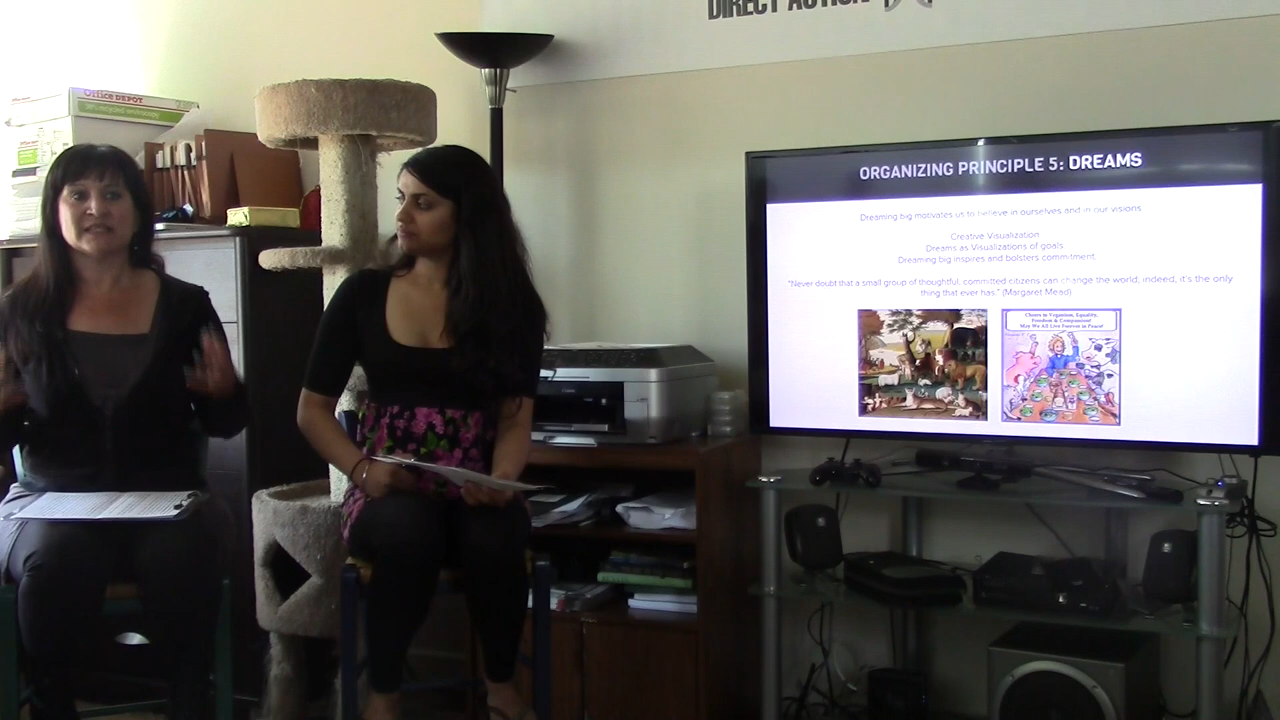 DIRECT ACTION
Office DEPOT
ORGANIZING PRINCIPLE 5: DREAMS
Dreaming big motivates us to believe in ourselves and in our visions
Creative Visualization
Dreams as Visualizations of goals.
Dreaming big inspires and bolsters commitment.
"Never doubt that a small group of thoughtful, committed citizens can change the world; indeed, it's the only
thing that ever has." (Margaret Mead)
Cheers to Veganism, Equality,
Freedom & Compassion!
May We All Live Forever in Peace!
Canon